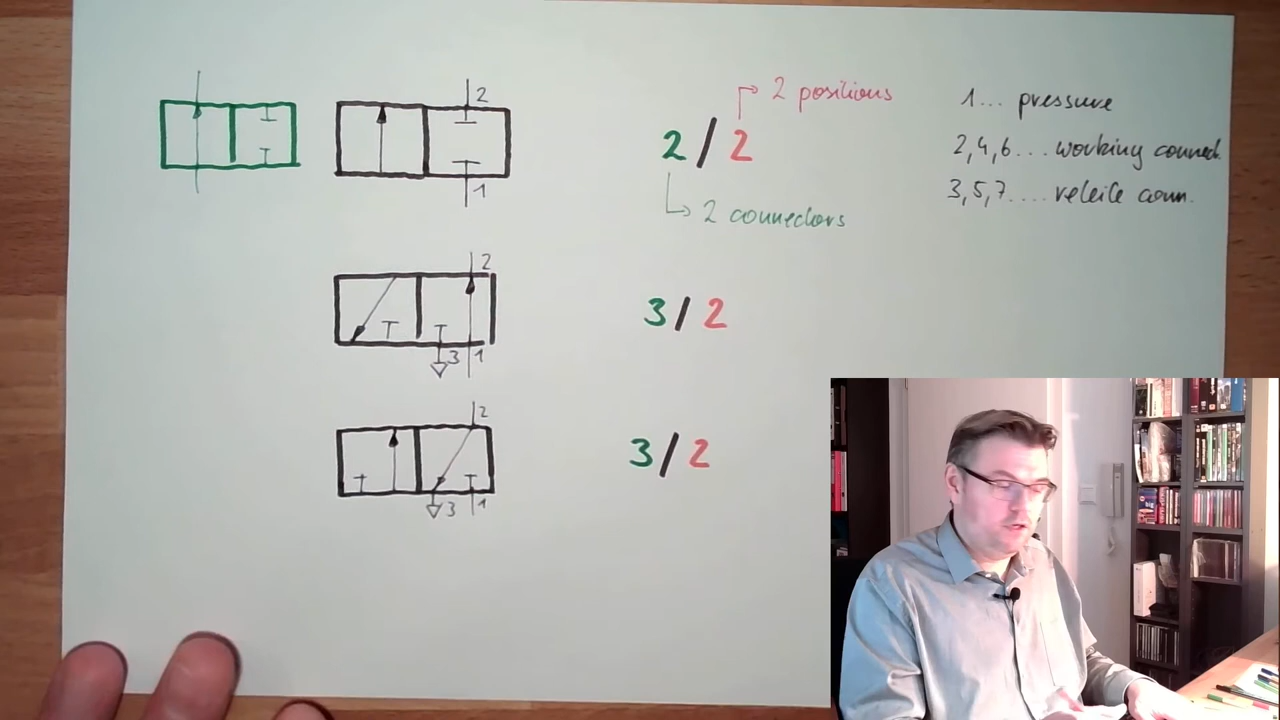 2
1
2 / 2
2 positions
2 connectors
1... pressure
2,4,6... working connect.
3,5,7.... releile conn.
2
3 1
3 / 2
2
3 1
3 / 2